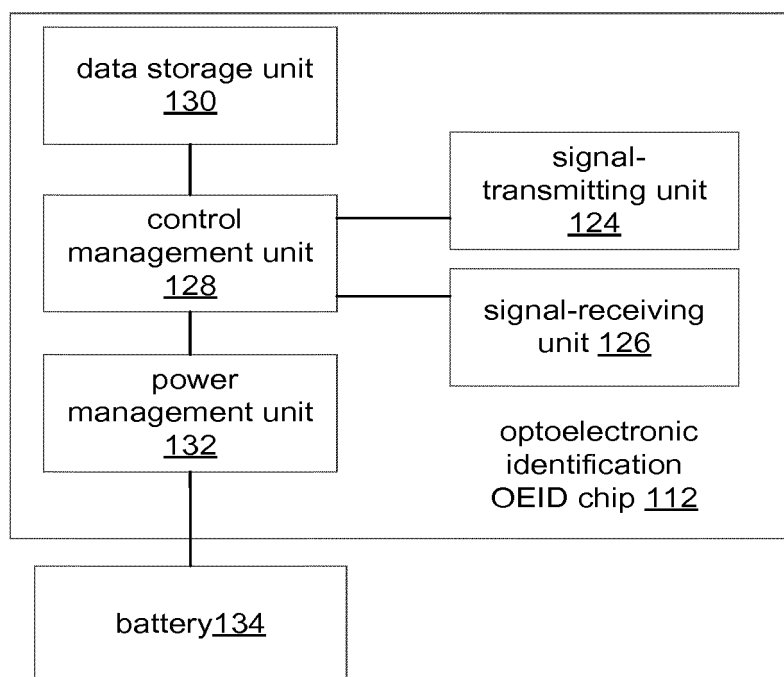 data storage unit
130
control
management unit
128
power
management unit
132
signal-
transmitting unit
124
signal-receiving
unit 126
optoelectronic
identification
OEID chip 112
battery134